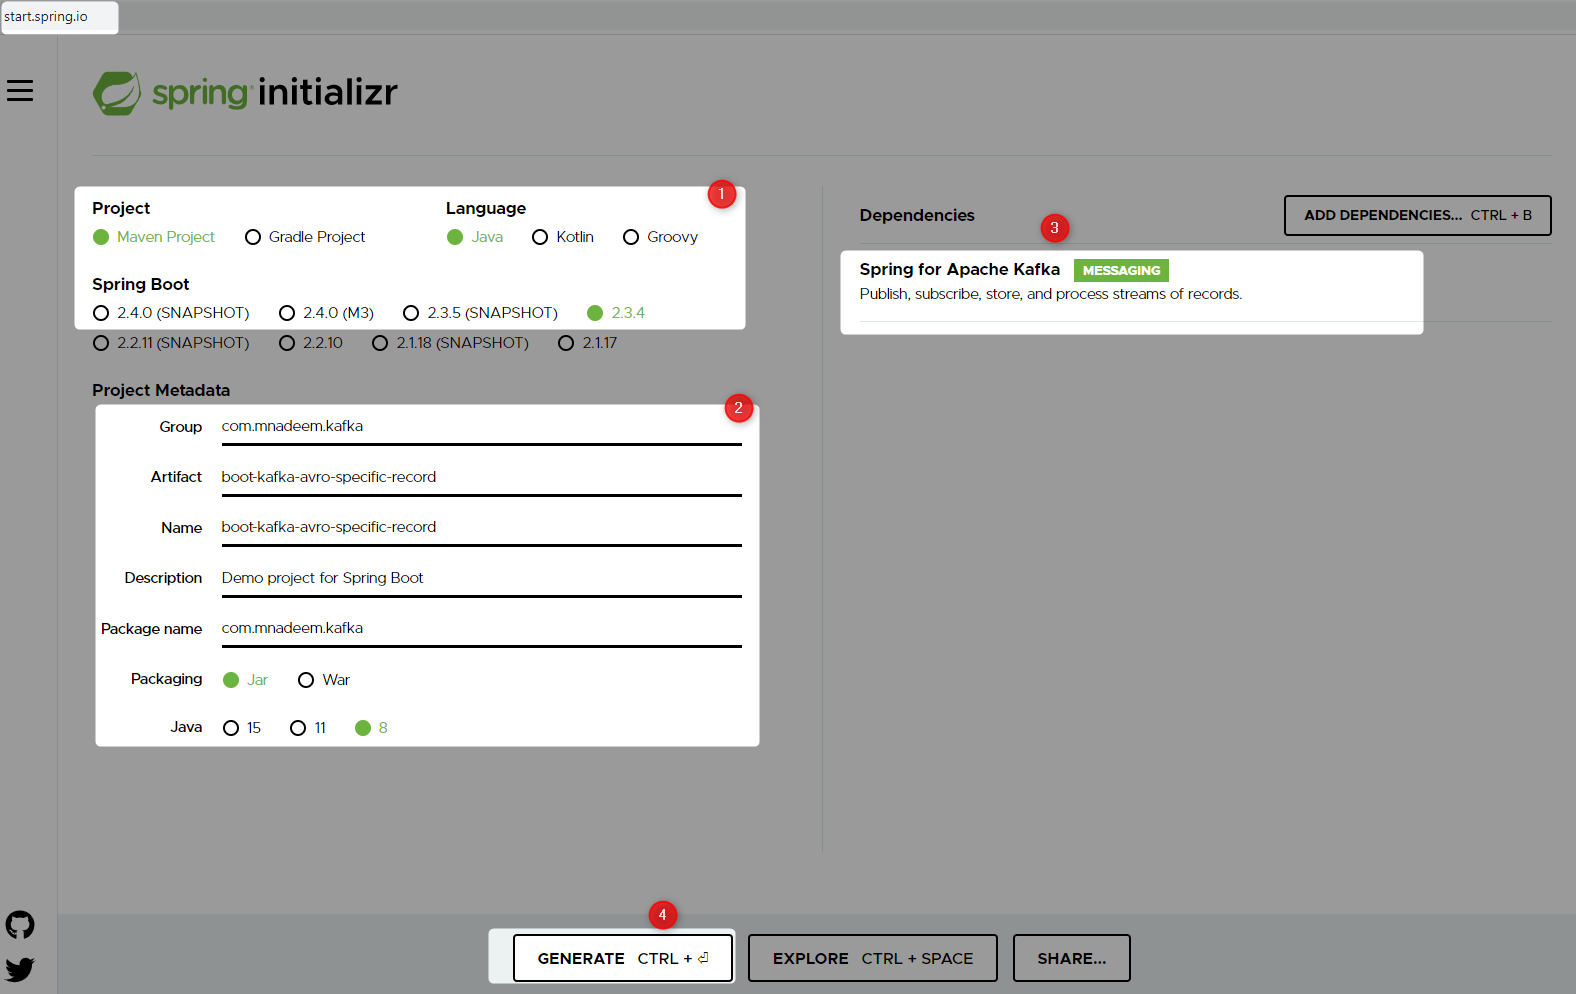 start.spring.io
spring initializr
1
Project
Maven Project Gradle Project
Language
Java Kotlin Groovy
Spring Boot
2.4.0 (SNAPSHOT) 2.4.0 (M3) 2.3.5 (SNAPSHOT) 2.3.4
2.2.11 (SNAPSHOT) 2.2.10 2.1.18 (SNAPSHOT) 2.1.17
Project Metadata
2
Group com.mnadeem.kafka
Artifact boot-kafka-avro-specific-record
Name boot-kafka-avro-specific-record
Description Demo project for Spring Boot
Package name com.mnadeem.kafka
Packaging Jar War
Java 15 11 8
Dependencies
ADD DEPENDENCIES... CTRL + B
3
Spring for Apache Kafka MESSAGING
Publish, subscribe, store, and process streams of records.
4
GENERATE CTRL + ⏎
EXPLORE CTRL + SPACE
SHARE...